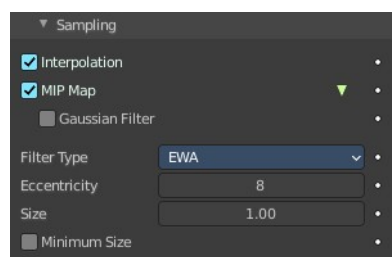 Sampling
Interpolation
MIP Map
Gaussian Filter
Filter Type EWA
Eccentricity 8
Size 1.00
Minimum Size